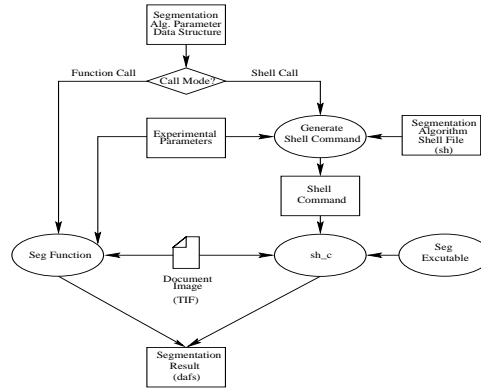 Segmentation
Alg. Parameter
Data Structure
Function Call
Call Mode?
Shell Call
Experimental
Parameters
Generate
Shell Command
Segmentation
Algorithm
Shell File
(sh)
Shell
Command
Seg Function
Document
Image
(TIF)
sh_c
Seg
Excutable
Segmentation
Result
(dafs)